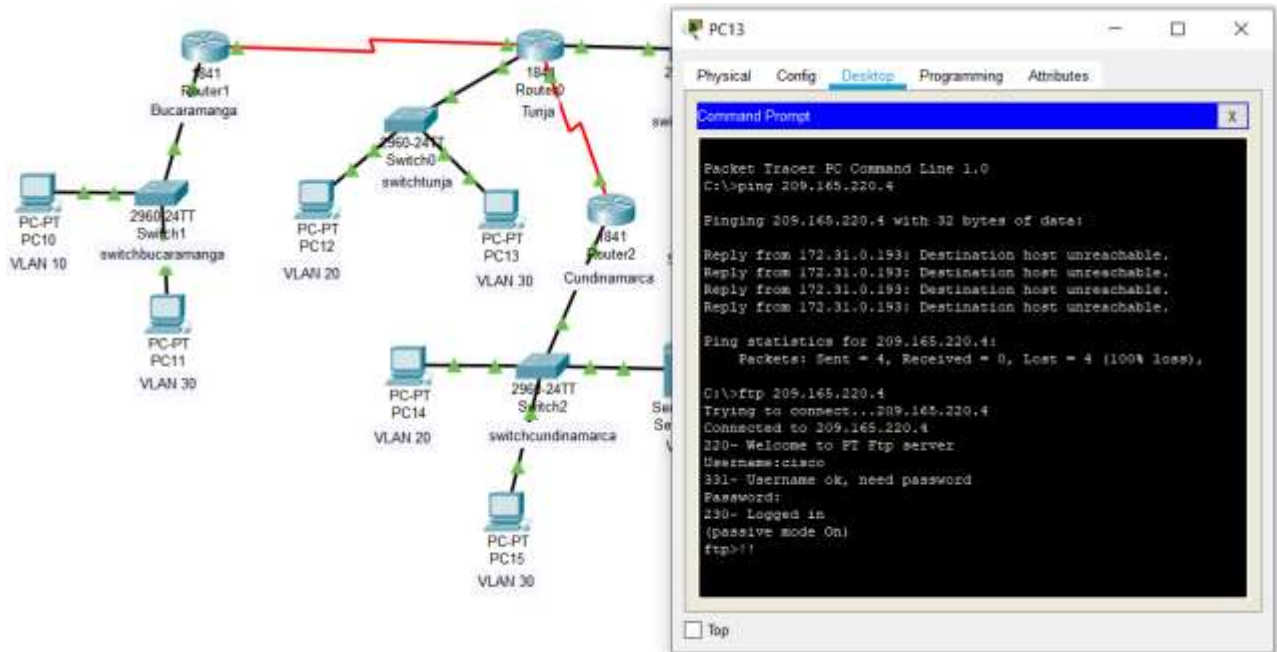 1841
Router1
Bucaramanga
Router0
Tunja
2960-24TT
Switch0
switchtunja
PC-PT
PC10
VLAN 10
2960-24TT
Switch1
switchbucaramanga
PC-PT
PC12
VLAN 20
PC-PT
PC13
VLAN 30
1841
Router2
Cundinamarca
PC-PT
PC11
VLAN 30
PC-PT
PC14
VLAN 20
2960-24TT
Switch2
switchcundinamarca
PC-PT
PC15
VLAN 30
PC13
Physical Config Desktop Programming Attributes
Command Prompt X
Packet Tracer PC Command Line 1.0
C:\>ping 209.165.220.4
Pinging 209.165.220.4 with 32 bytes of data:
Reply from 172.31.0.193: Destination host unreachable.
Reply from 172.31.0.193: Destination host unreachable.
Reply from 172.31.0.193: Destination host unreachable.
Reply from 172.31.0.193: Destination host unreachable.
Ping statistics for 209.165.220.4:
Packets: Sent = 4, Received = 0, Lost = 4 (100% loss),
C:\>ftp 209.165.220.4
Trying to connect...209.165.220.4
Connected to 209.165.220.4
220- Welcome to PT Ftp server
Username:cisco
331- Username ok, need password
Password:
230- Logged in
(passive mode On)
ftp>!!
Top